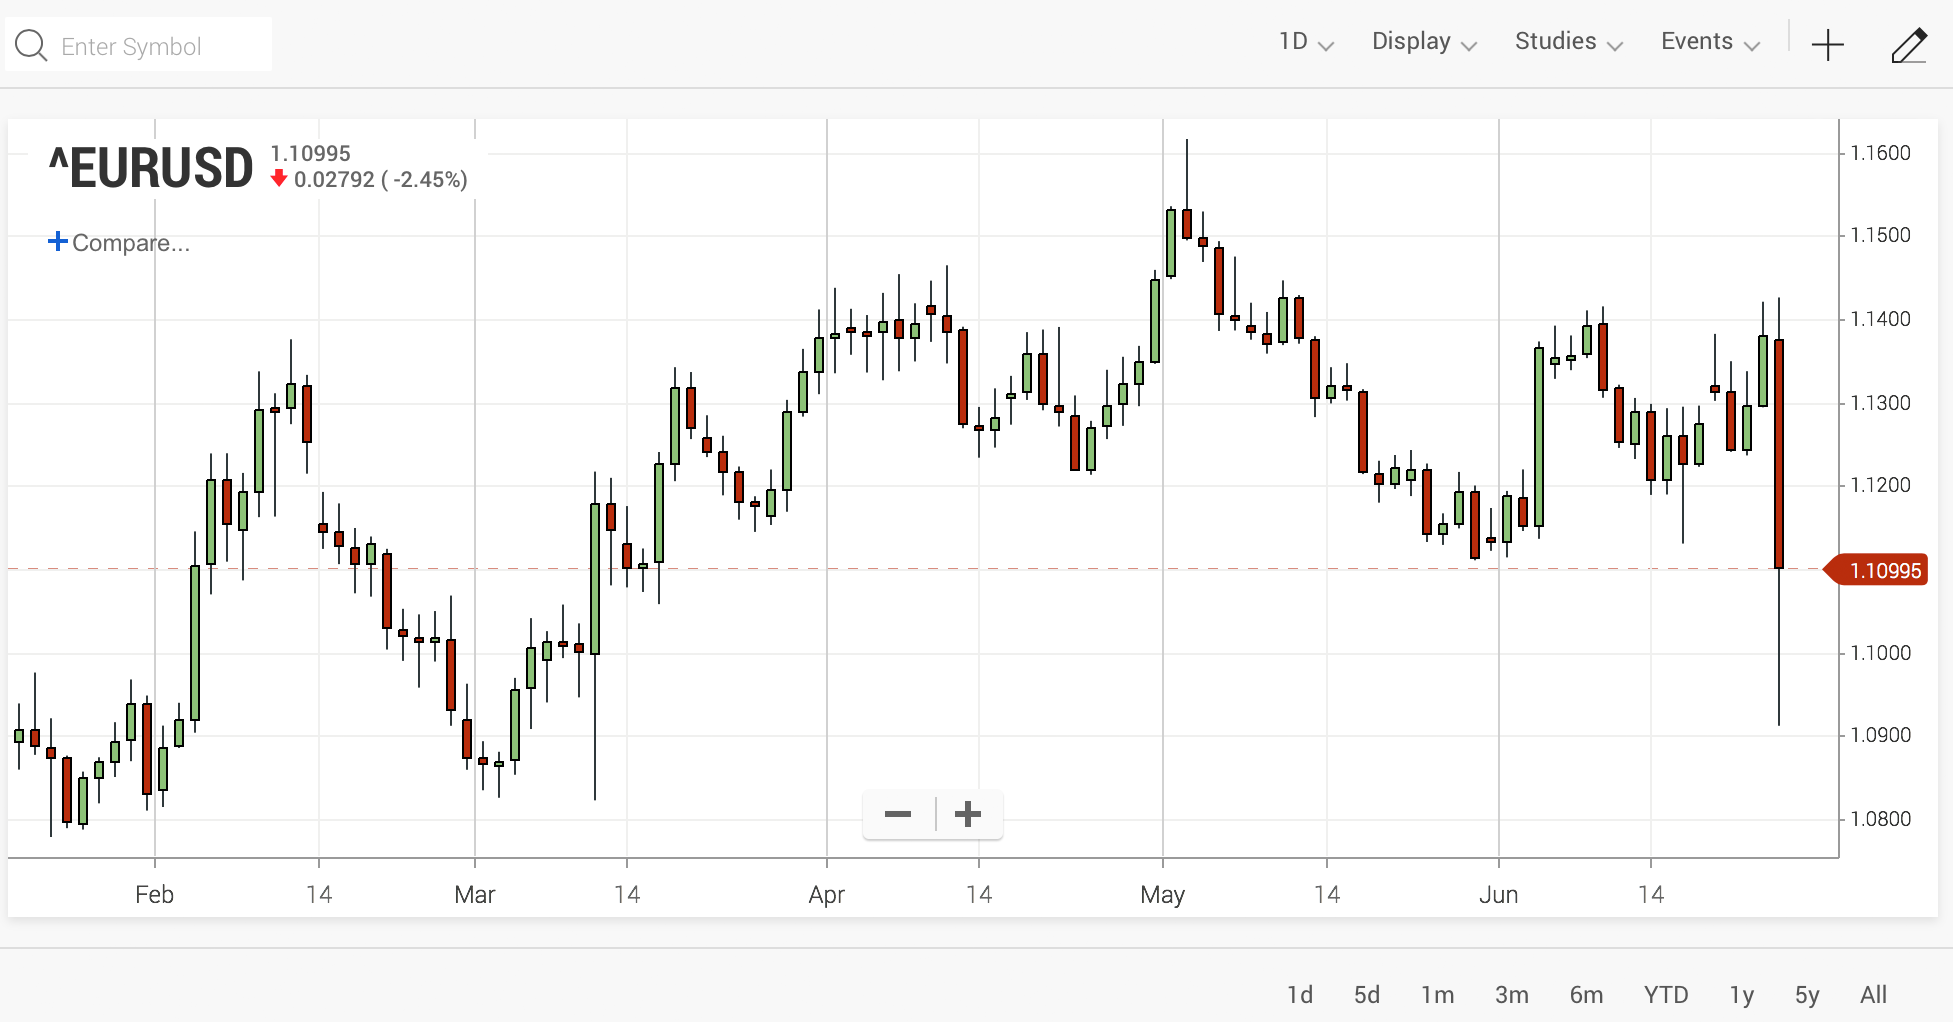 Enter Symbol
1D Display Studies Events
^EURUSD 1.10995
0.02792 ( -2.45%)
Compare...
1.1600
1.1500
1.1400
1.1300
1.1200
1.10995
1.1000
1.0900
1.0800
Feb 14 Mar 14 Apr 14 May 14 Jun 14
1d 5d 1m 3m 6m YTD 1y 5y All